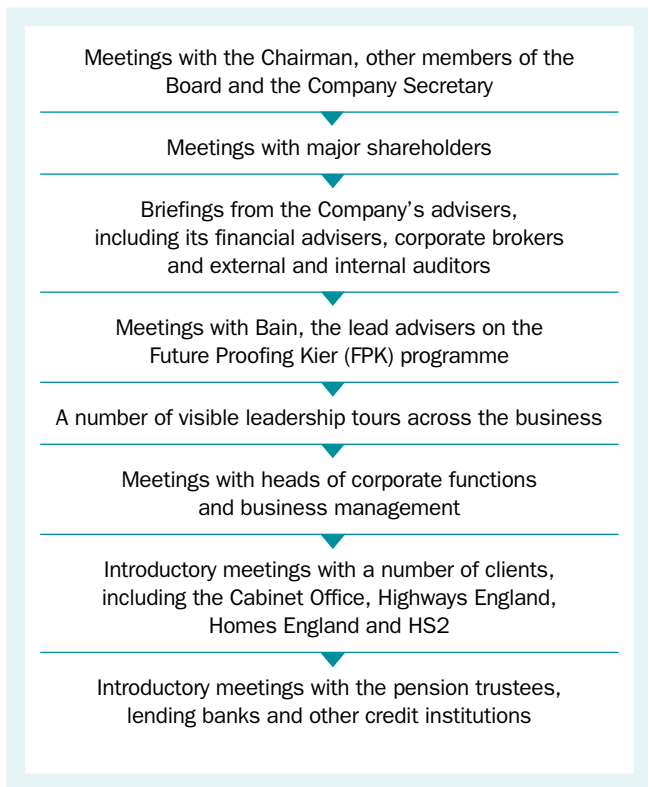 Meetings with the Chairman, other members of the
Board and the Company Secretary
Meetings with major shareholders
Briefings from the Company’s advisers,
including its financial advisers, corporate brokers
and external and internal auditors
Meetings with Bain, the lead advisers on the
Future Proofing Kier (FPK) programme
A number of visible leadership tours across the business
Meetings with heads of corporate functions
and business management
Introductory meetings with a number of clients,
including the Cabinet Office, Highways England,
Homes England and HS2
Introductory meetings with the pension trustees,
lending banks and other credit institutions